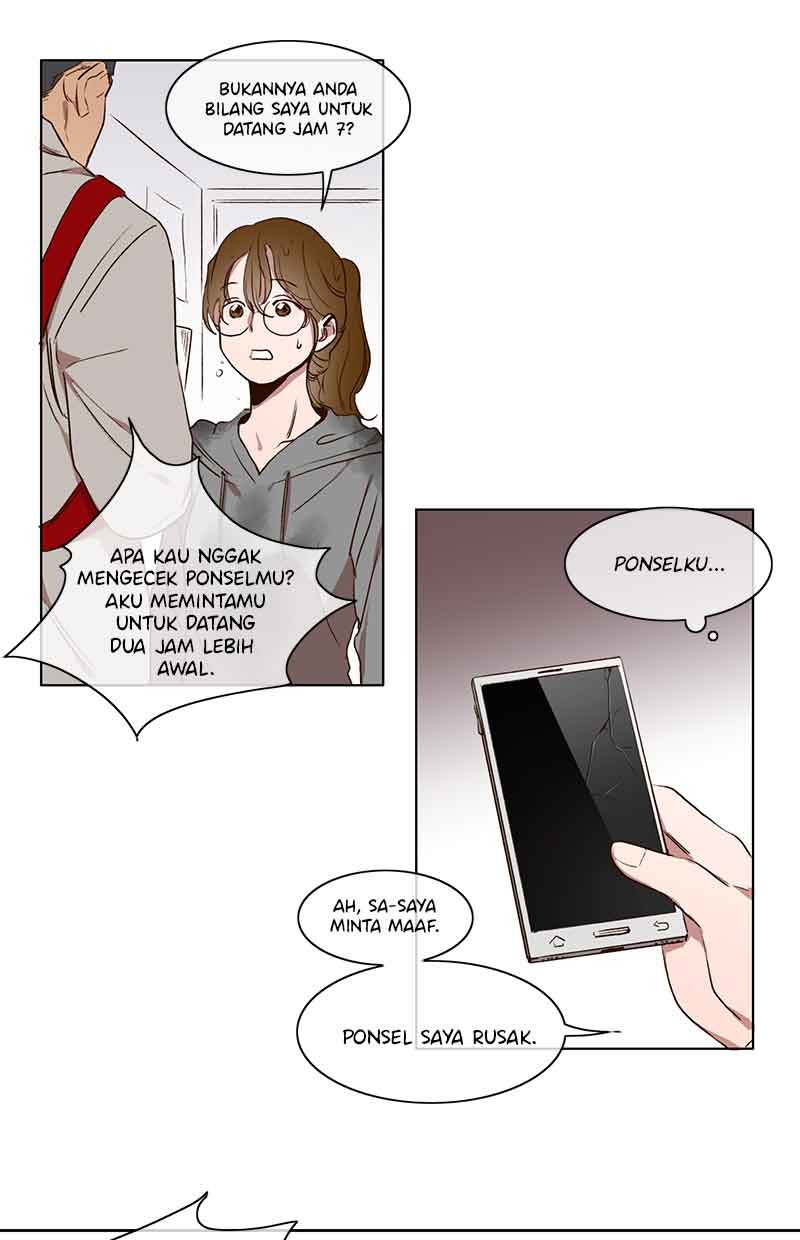 BUKANNYA ANDA
BILANG SAYA UNTUK
DATANG JAM 7?
APA KAU NGGAK
MENGECEK PONSELMU?
AKU MEMINTAMU
UNTUK DATANG
DUA JAM LEBIH
AWAL.
PONSELKU...
AH, SA-SAYA
MINTA MAAF.
PONSEL SAYA RUSAK.